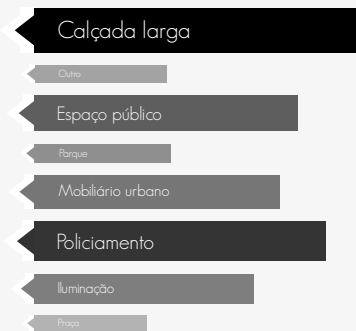 Calçada larga
Outro
Espaço público
Parque
Mobiliário urbano
Policiamento
Iluminação
Praça